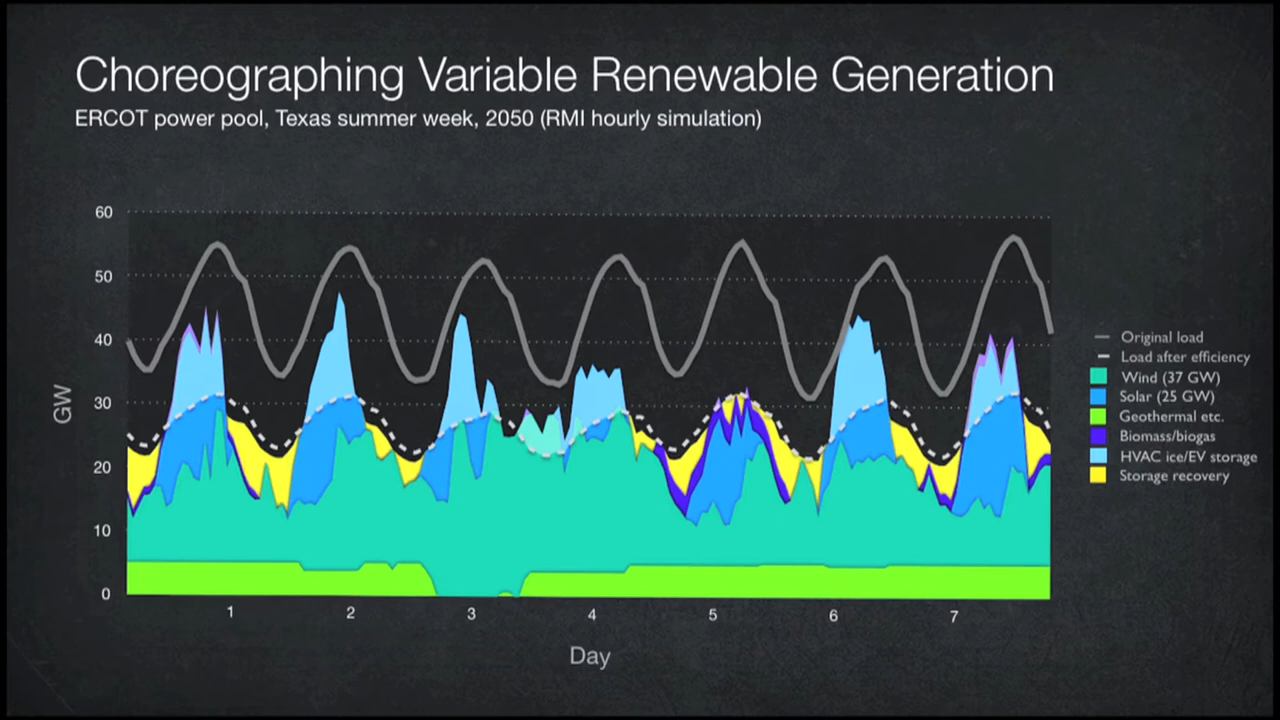 Choreographing Variable Renewable Generation
ERCOT power pool, Texas summer week, 2050 (RMI hourly simulation)
60
50
40
30
20
10
0
GW
1 2 3 4 5 6 7
Day
Original load
Load after efficiency
Wind (37 GW)
Solar (25 GW)
Geothermal etc.
Biomass/biogas
HVAC ice/EV storage
Storage recovery